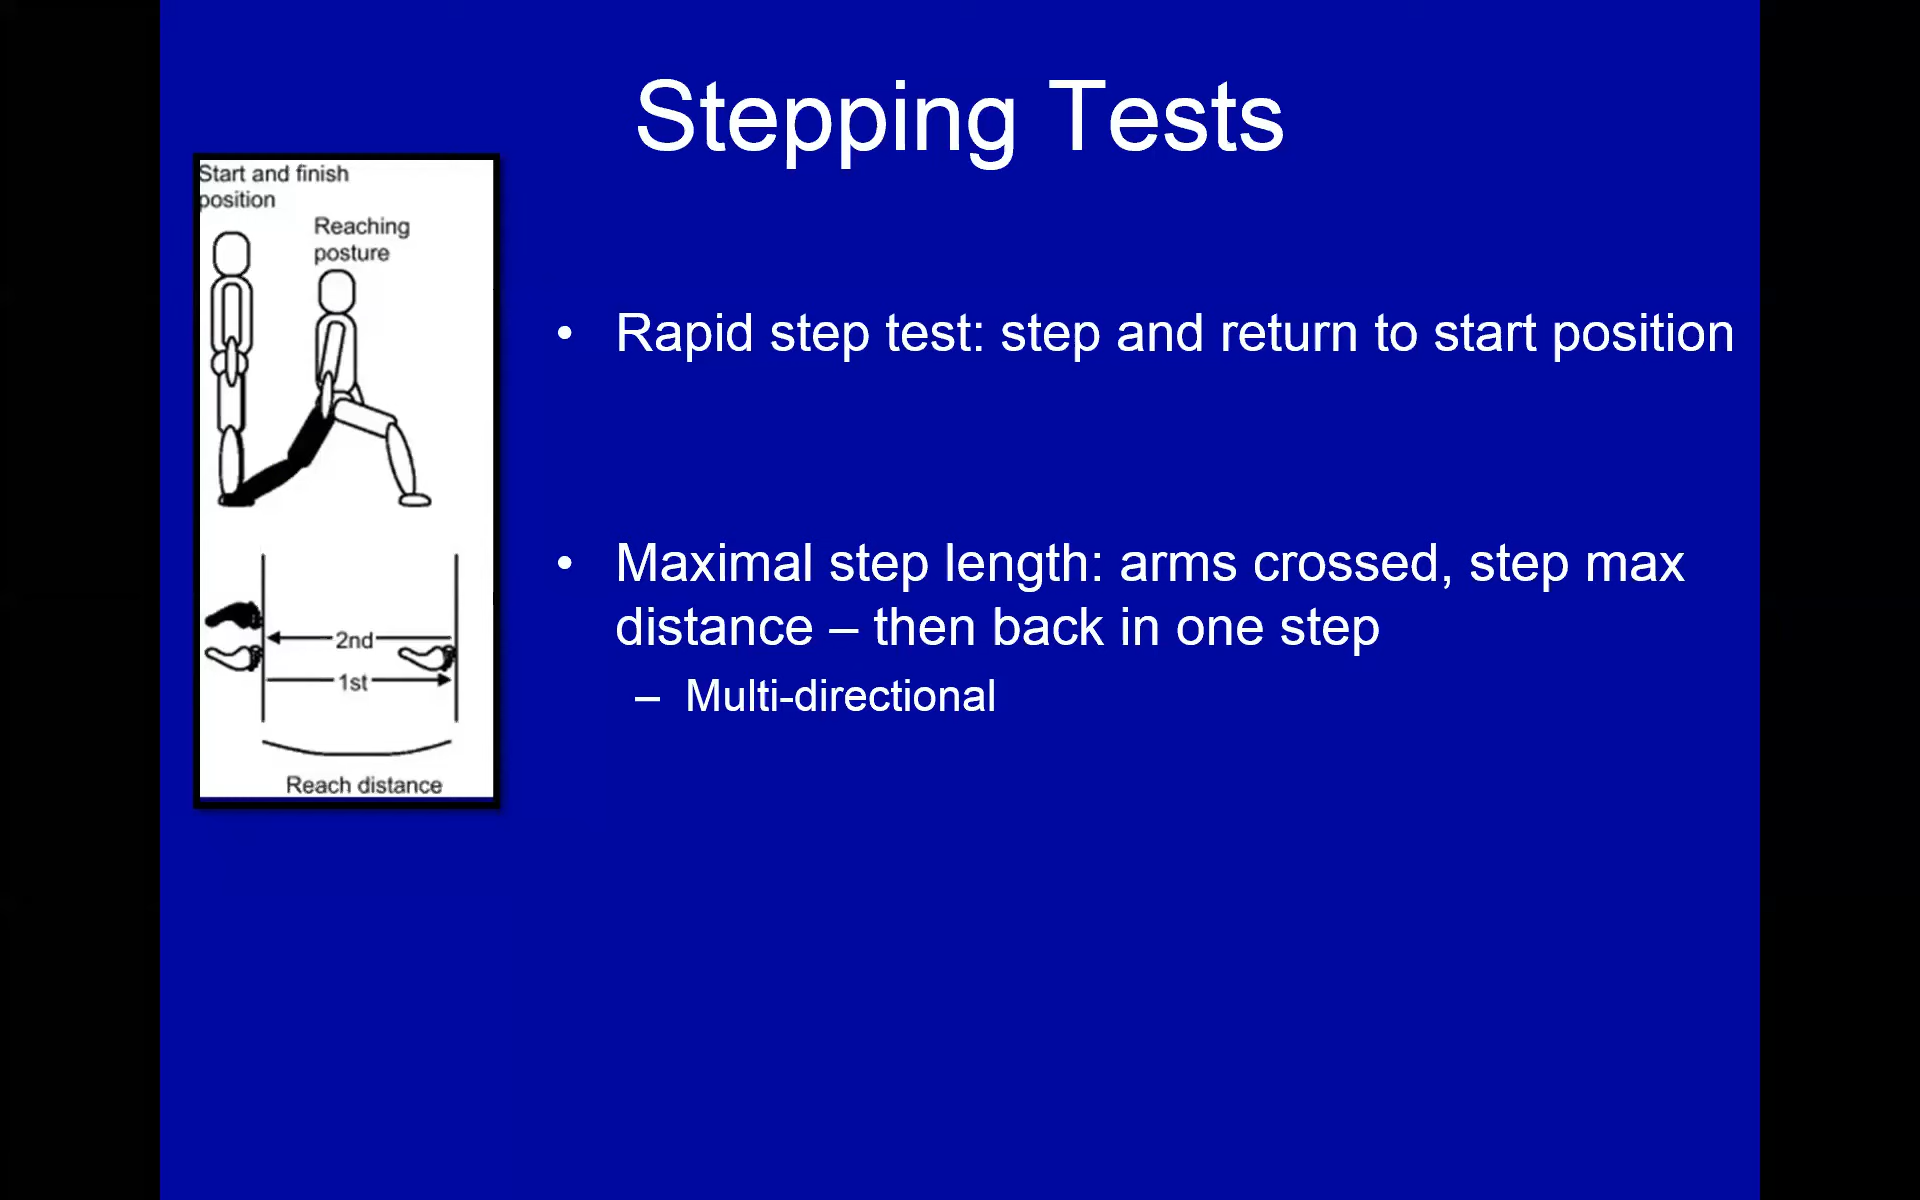 Stepping Tests
Start and finish
position
Reaching
posture
2nd
1st
Reach distance
• Rapid step test: step and return to start position
• Maximal step length: arms crossed, step max
distance – then back in one step
– Multi-directional